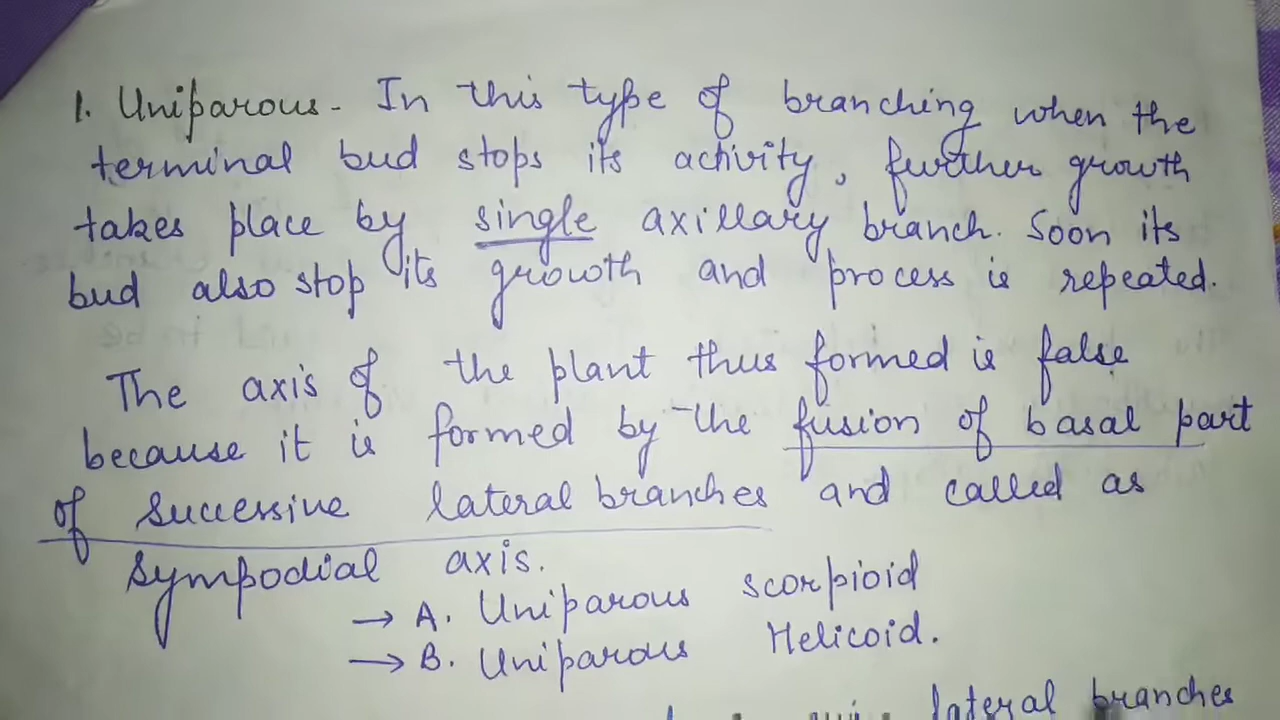 1. Uniparous - In this type of branching when the
terminal bud stops its activity, further growth
takes place by single axillary branch. Soon its
bud also stop its growth and process is repeated.
The axis of the plant thus formed is false
because it is formed by the fusion of basal part
of successive lateral branches and called as
sympodial axis.
→ A. Uniparous scorpioid
→ B. Uniparous Helicoid.
lateral branches